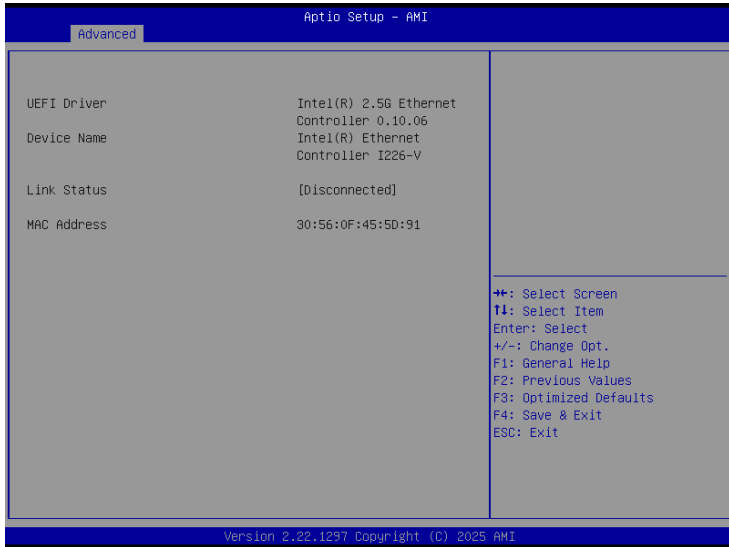 Aptio Setup – AMI
Advanced
UEFI Driver Intel(R) 2.5G Ethernet
Controller 0.10.06
Device Name Intel(R) Ethernet
Controller I226-V
Link Status [Disconnected]
MAC Address 30:56:0F:45:5D:91
→←: Select Screen
↑↓: Select Item
Enter: Select
+/-: Change Opt.
F1: General Help
F2: Previous Values
F3: Optimized Defaults
F4: Save & Exit
ESC: Exit
Version 2.22.1297 Copyright (C) 2025 AMI